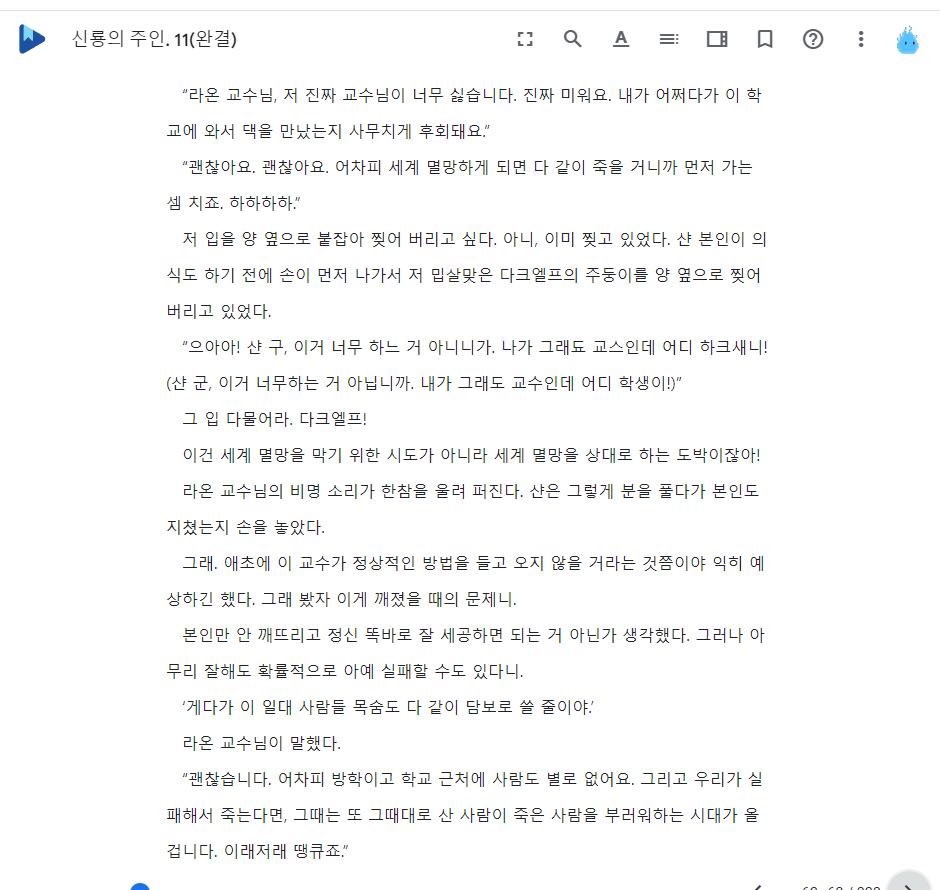 신룡의 주인. 11(완결)
“라온 교수님, 저 진짜 교수님이 너무 싫습니다. 진짜 미워요. 내가 어쩌다가 이 학
교에 와서 댁을 만났는지 사무치게 후회돼요.”
“괜찮아요. 괜찮아요. 어차피 세계 멸망하게 되면 다 같이 죽을 거니까 먼저 가는
셈 치죠. 하하하하.”
저 입을 양 옆으로 붙잡아 찢어 버리고 싶다. 아니, 이미 찢고 있었다. 샨 본인이 의
식도 하기 전에 손이 먼저 나가서 저 밉살맞은 다크엘프의 주둥이를 양 옆으로 찢어
버리고 있었다.
“으아아! 샨 구, 이거 너무 하느 거 아니니가. 나가 그래됴 교스인데 어디 하크새니!
(샨 군, 이거 너무하는 거 아닙니까. 내가 그래도 교수인데 어디 학생이!)”
그 입 다물어라. 다크엘프!
이건 세계 멸망을 막기 위한 시도가 아니라 세계 멸망을 상대로 하는 도박이잖아!
라온 교수님의 비명 소리가 한참을 울려 퍼진다. 샨은 그렇게 분을 풀다가 본인도
지쳤는지 손을 놓았다.
그래. 애초에 이 교수가 정상적인 방법을 들고 오지 않을 거라는 것쯤이야 익히 예
상하긴 했다. 그래 봤자 이게 깨졌을 때의 문제니.
본인만 안 깨뜨리고 정신 똑바로 잘 세공하면 되는 거 아닌가 생각했다. 그러나 아
무리 잘해도 확률적으로 아예 실패할 수도 있다니.
‘게다가 이 일대 사람들 목숨도 다 같이 담보로 쓸 줄이야.’
라온 교수님이 말했다.
“괜찮습니다. 어차피 방학이고 학교 근처에 사람도 별로 없어요. 그리고 우리가 실
패해서 죽는다면, 그때는 또 그때대로 산 사람이 죽은 사람을 부러워하는 시대가 올
겁니다. 이래저래 땡큐죠.”